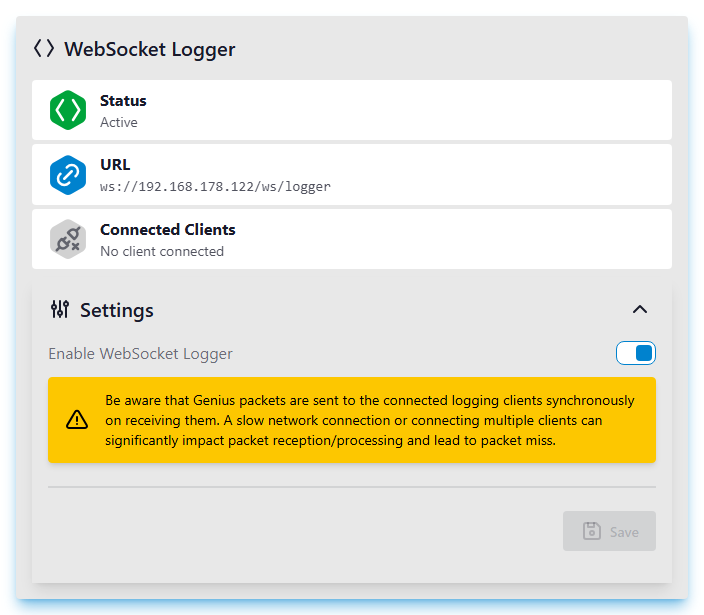 WebSocket Logger
Status
Active
URL
ws://192.168.178.122/ws/logger
Connected Clients
No client connected
Settings
Enable WebSocket Logger
Be aware that Genius packets are sent to the connected logging clients synchronously
on receiving them. A slow network connection or connecting multiple clients can
significantly impact packet reception/processing and lead to packet miss.
Save